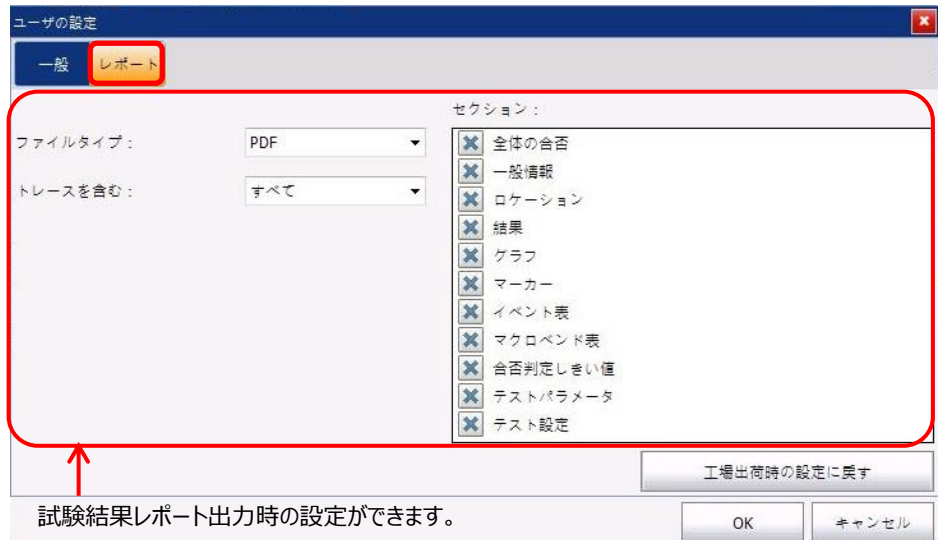 ユーザの設定
一般 レポート
セクション：
ファイルタイプ： PDF
トレースを含む： すべて
全体の合否
一般情報
ロケーション
結果
グラフ
マーカー
イベント表
マクロベンド表
合否判定しきい値
テストパラメータ
テスト設定
工場出荷時の設定に戻す
試験結果レポート出力時の設定ができます。
OK キャンセル